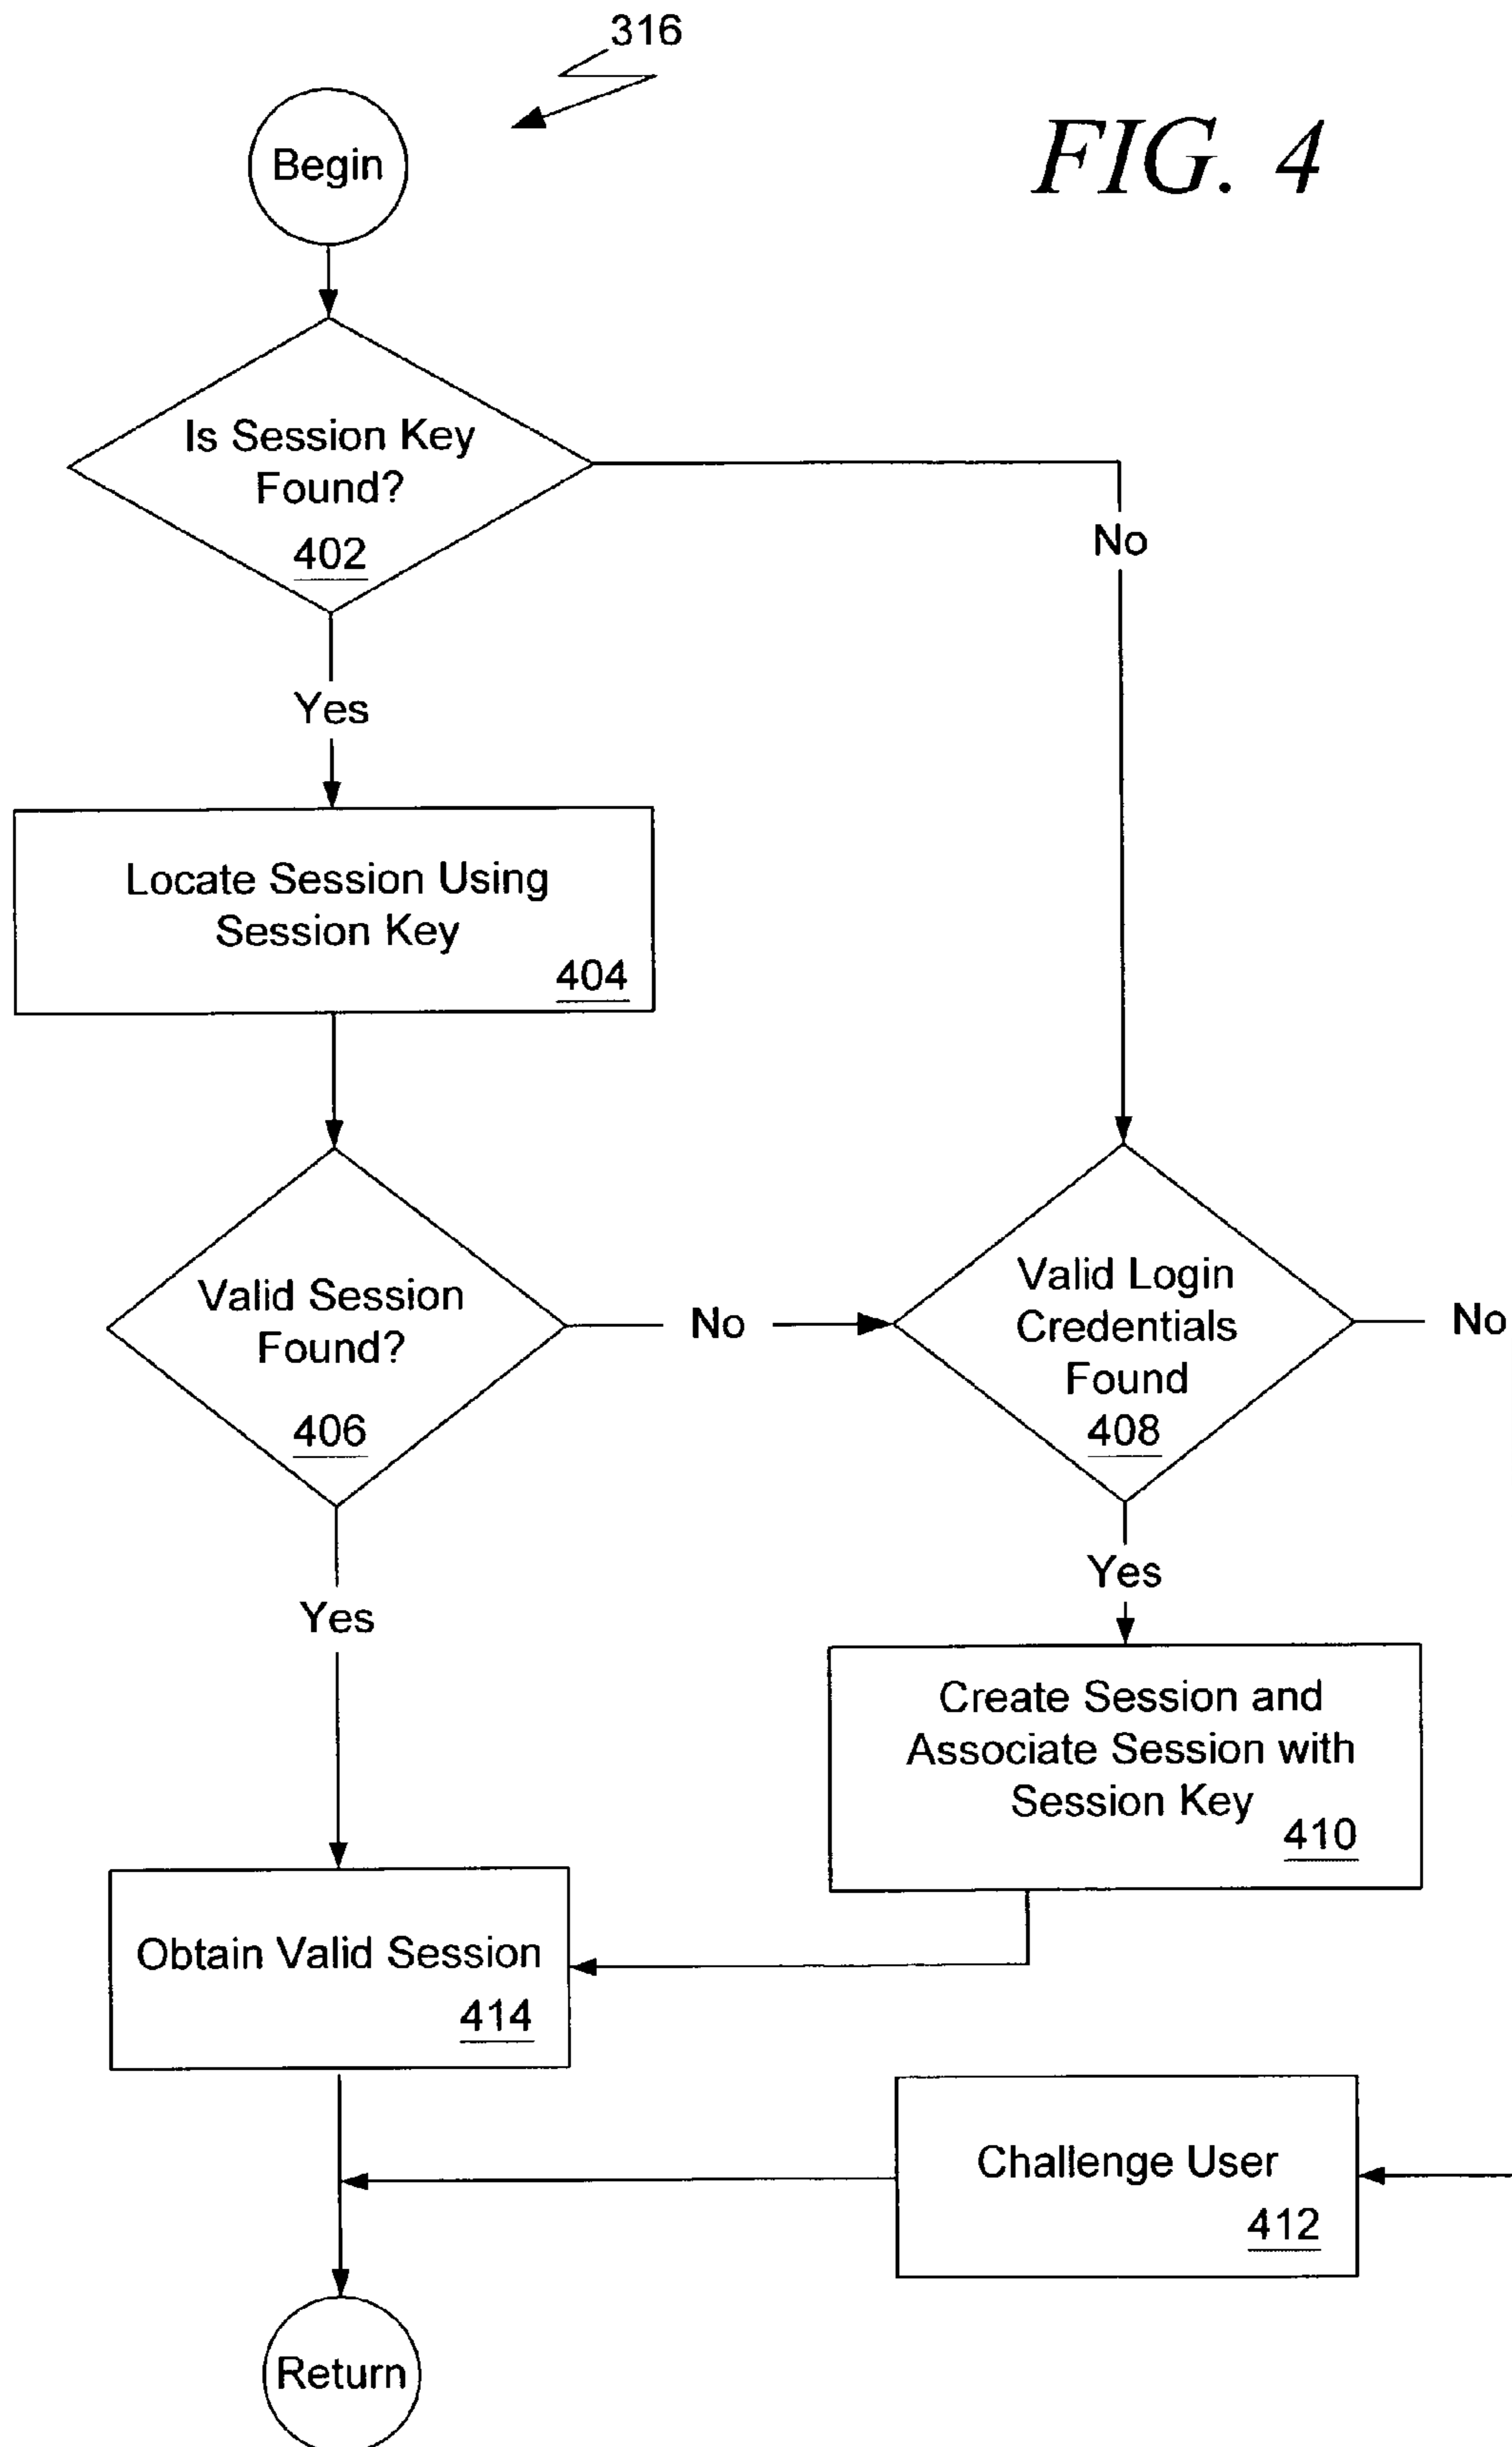 316
FIG. 4
Begin
Is Session Key
Found?
402
No
Yes
Locate Session Using
Session Key
404
Valid Session
Found?
406
No
Valid Login
Credentials
Found
408
No
Yes
Yes
Create Session and
Associate Session with
Session Key
410
Obtain Valid Session
414
Challenge User
412
Return